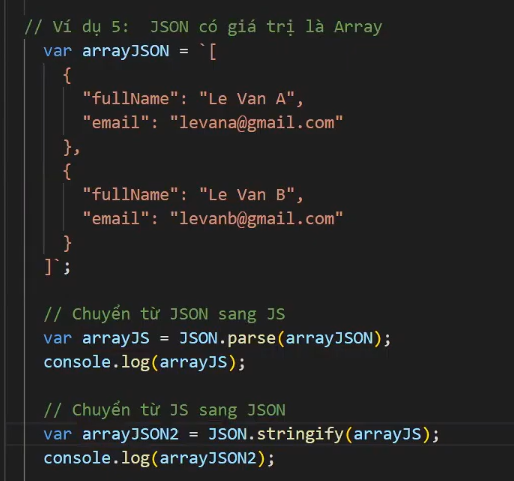 // Ví dụ 5:  JSON có giá trị là Array
var arrayJSON = `[
  {
    "fullName": "Le Van A",
    "email": "levana@gmail.com"
  },
  {
    "fullName": "Le Van B",
    "email": "levanb@gmail.com"
  }
]`;
// Chuyển từ JSON sang JS
var arrayJS = JSON.parse(arrayJSON);
console.log(arrayJS);
// Chuyển từ JS sang JSON
var arrayJSON2 = JSON.stringify(arrayJS);
console.log(arrayJSON2);